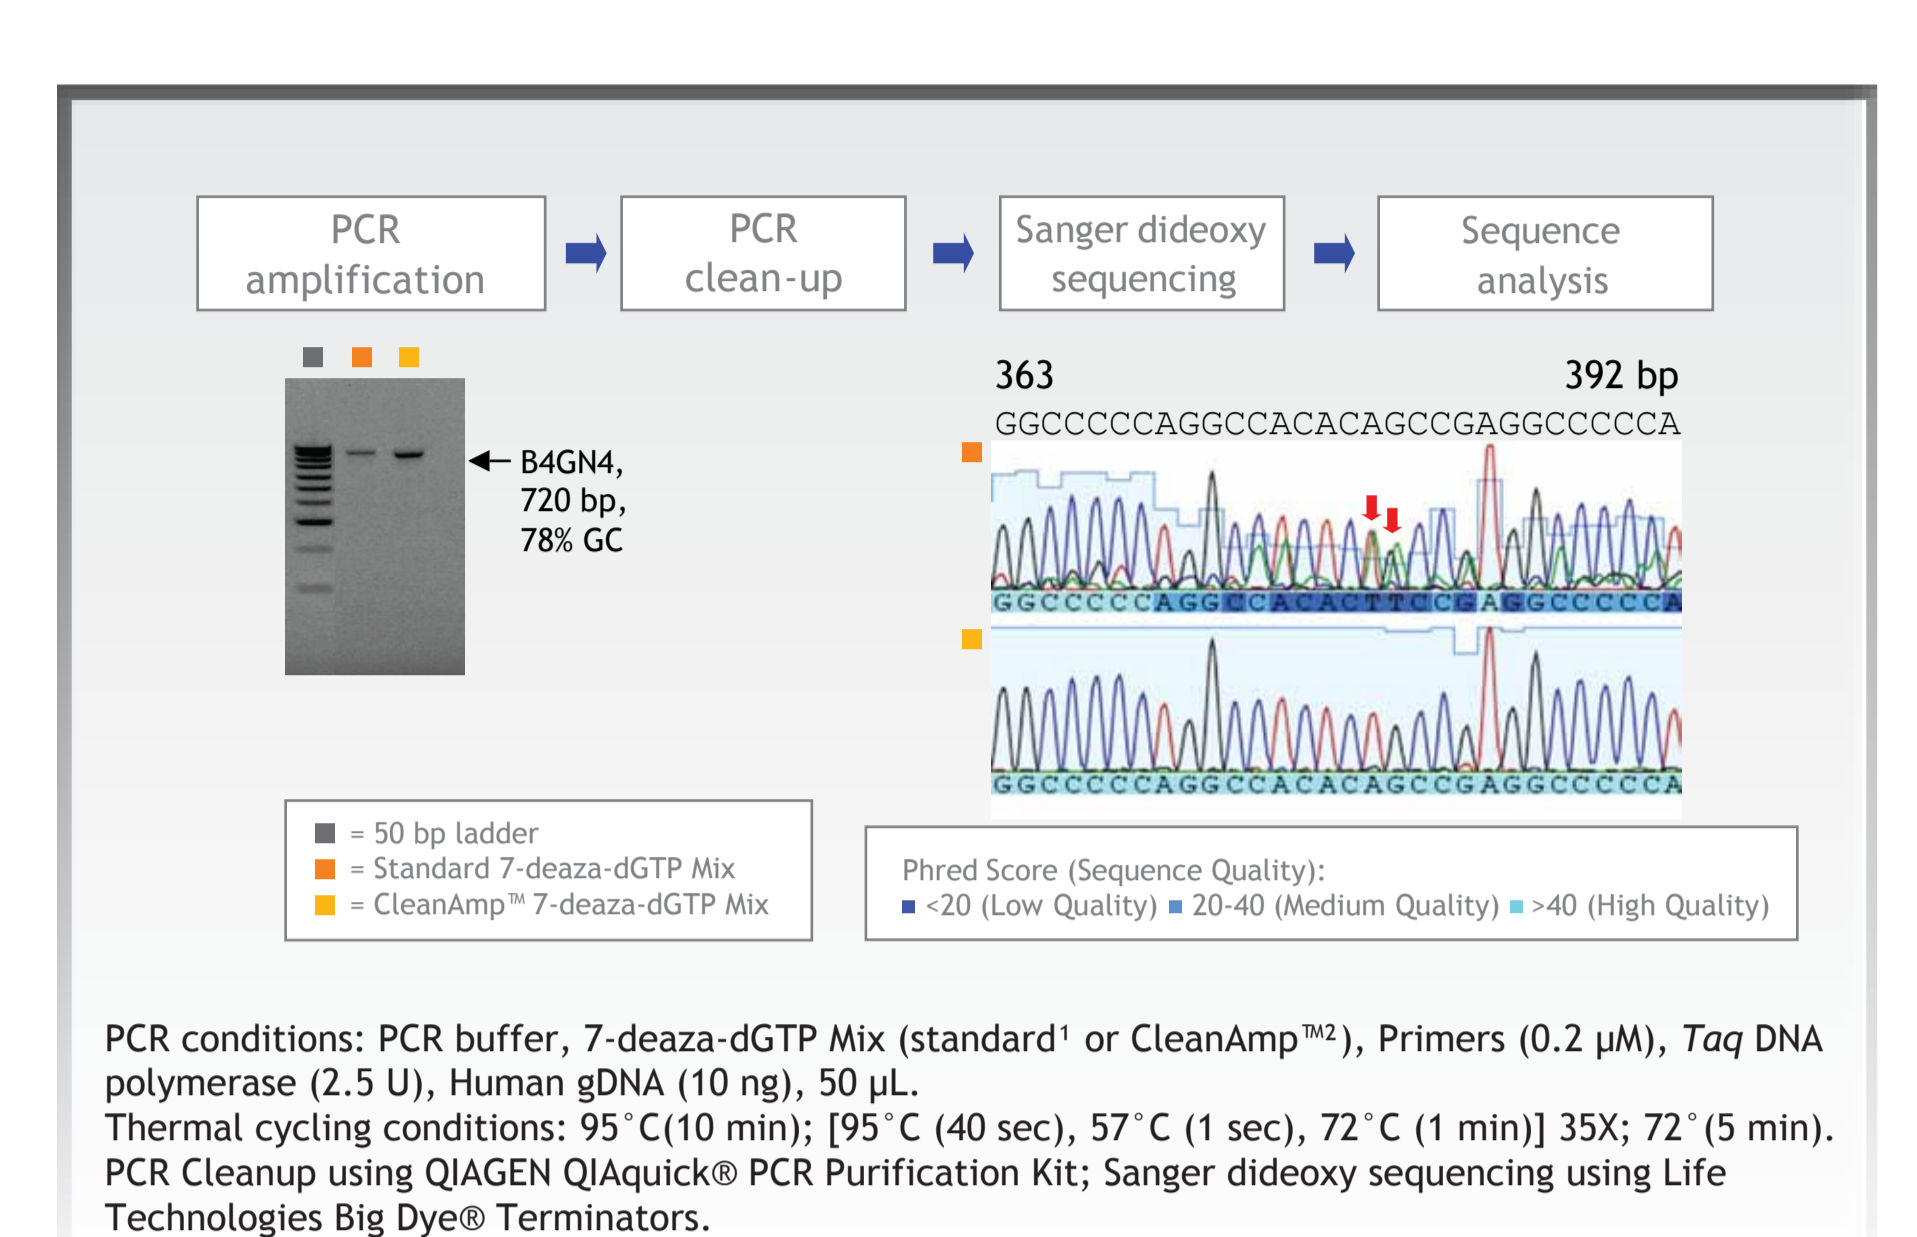 PCR
amplification
PCR
clean-up
Sanger dideoxy
sequencing
Sequence
analysis
B4GN4,
720 bp,
78% GC
363 392 bp
GGCCCCCAGGCCACACAGCCGAGGCCCCCA
GGCCCCCAGGCCACACTTCCGAGGCCCCCA
GGCCCCCAGGCCACACAGCCGAGGCCCCCA
= 50 bp ladder
= Standard 7-deaza-dGTP Mix
= CleanAmp™ 7-deaza-dGTP Mix
Phred Score (Sequence Quality):
<20 (Low Quality) 20-40 (Medium Quality) >40 (High Quality)
PCR conditions: PCR buffer, 7-deaza-dGTP Mix (standard¹ or CleanAmp™²), Primers (0.2 µM), Taq DNA
polymerase (2.5 U), Human gDNA (10 ng), 50 µL.
Thermal cycling conditions: 95°C(10 min); [95°C (40 sec), 57°C (1 sec), 72°C (1 min)] 35X; 72°(5 min).
PCR Cleanup using QIAGEN QIAquick® PCR Purification Kit; Sanger dideoxy sequencing using Life
Technologies Big Dye® Terminators.